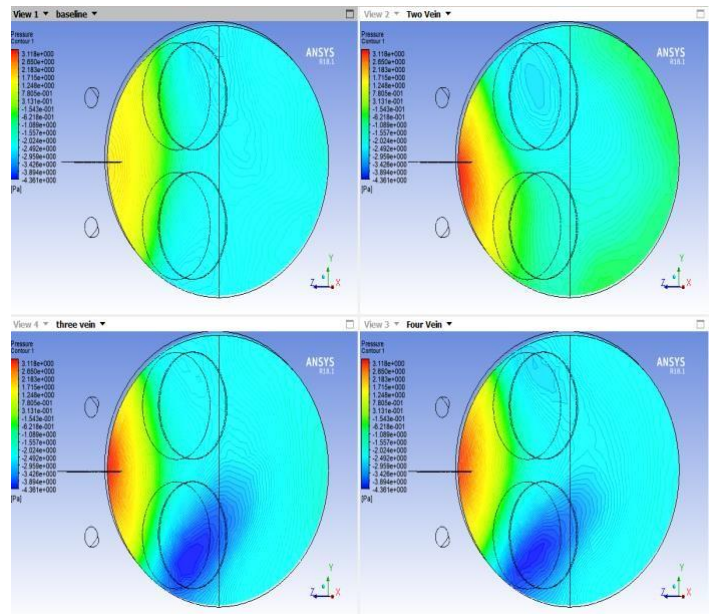 View 1 ▼ baseline ▼
Pressure
Contour 1
3.118e+000
2.650e+000
2.183e+000
1.715e+000
1.248e+000
7.805e-001
3.131e-001
-1.543e-001
-6.218e-001
-1.089e+000
-1.557e+000
-2.024e+000
-2.492e+000
-2.959e+000
-3.426e+000
-3.894e+000
-4.361e+000
[Pa]
ANSYS
R18.1
Y
Z X
View 2 ▼ Two Vein ▼
Pressure
Contour 1
3.118e+000
2.650e+000
2.183e+000
1.715e+000
1.248e+000
7.805e-001
3.131e-001
-1.543e-001
-6.218e-001
-1.089e+000
-1.557e+000
-2.024e+000
-2.492e+000
-2.959e+000
-3.426e+000
-3.894e+000
-4.361e+000
[Pa]
ANSYS
R18.1
Y
Z X
View 4 ▼ three vein ▼
Pressure
Contour 1
3.118e+000
2.650e+000
2.183e+000
1.715e+000
1.248e+000
7.805e-001
3.131e-001
-1.543e-001
-6.218e-001
-1.089e+000
-1.557e+000
-2.024e+000
-2.492e+000
-2.959e+000
-3.426e+000
-3.894e+000
-4.361e+000
[Pa]
ANSYS
R18.1
Y
Z X
View 3 ▼ Four Vein ▼
Pressure
Contour 1
3.118e+000
2.650e+000
2.183e+000
1.715e+000
1.248e+000
7.805e-001
3.131e-001
-1.543e-001
-6.218e-001
-1.089e+000
-1.557e+000
-2.024e+000
-2.492e+000
-2.959e+000
-3.426e+000
-3.894e+000
-4.361e+000
[Pa]
ANSYS
R18.1
Y
Z X